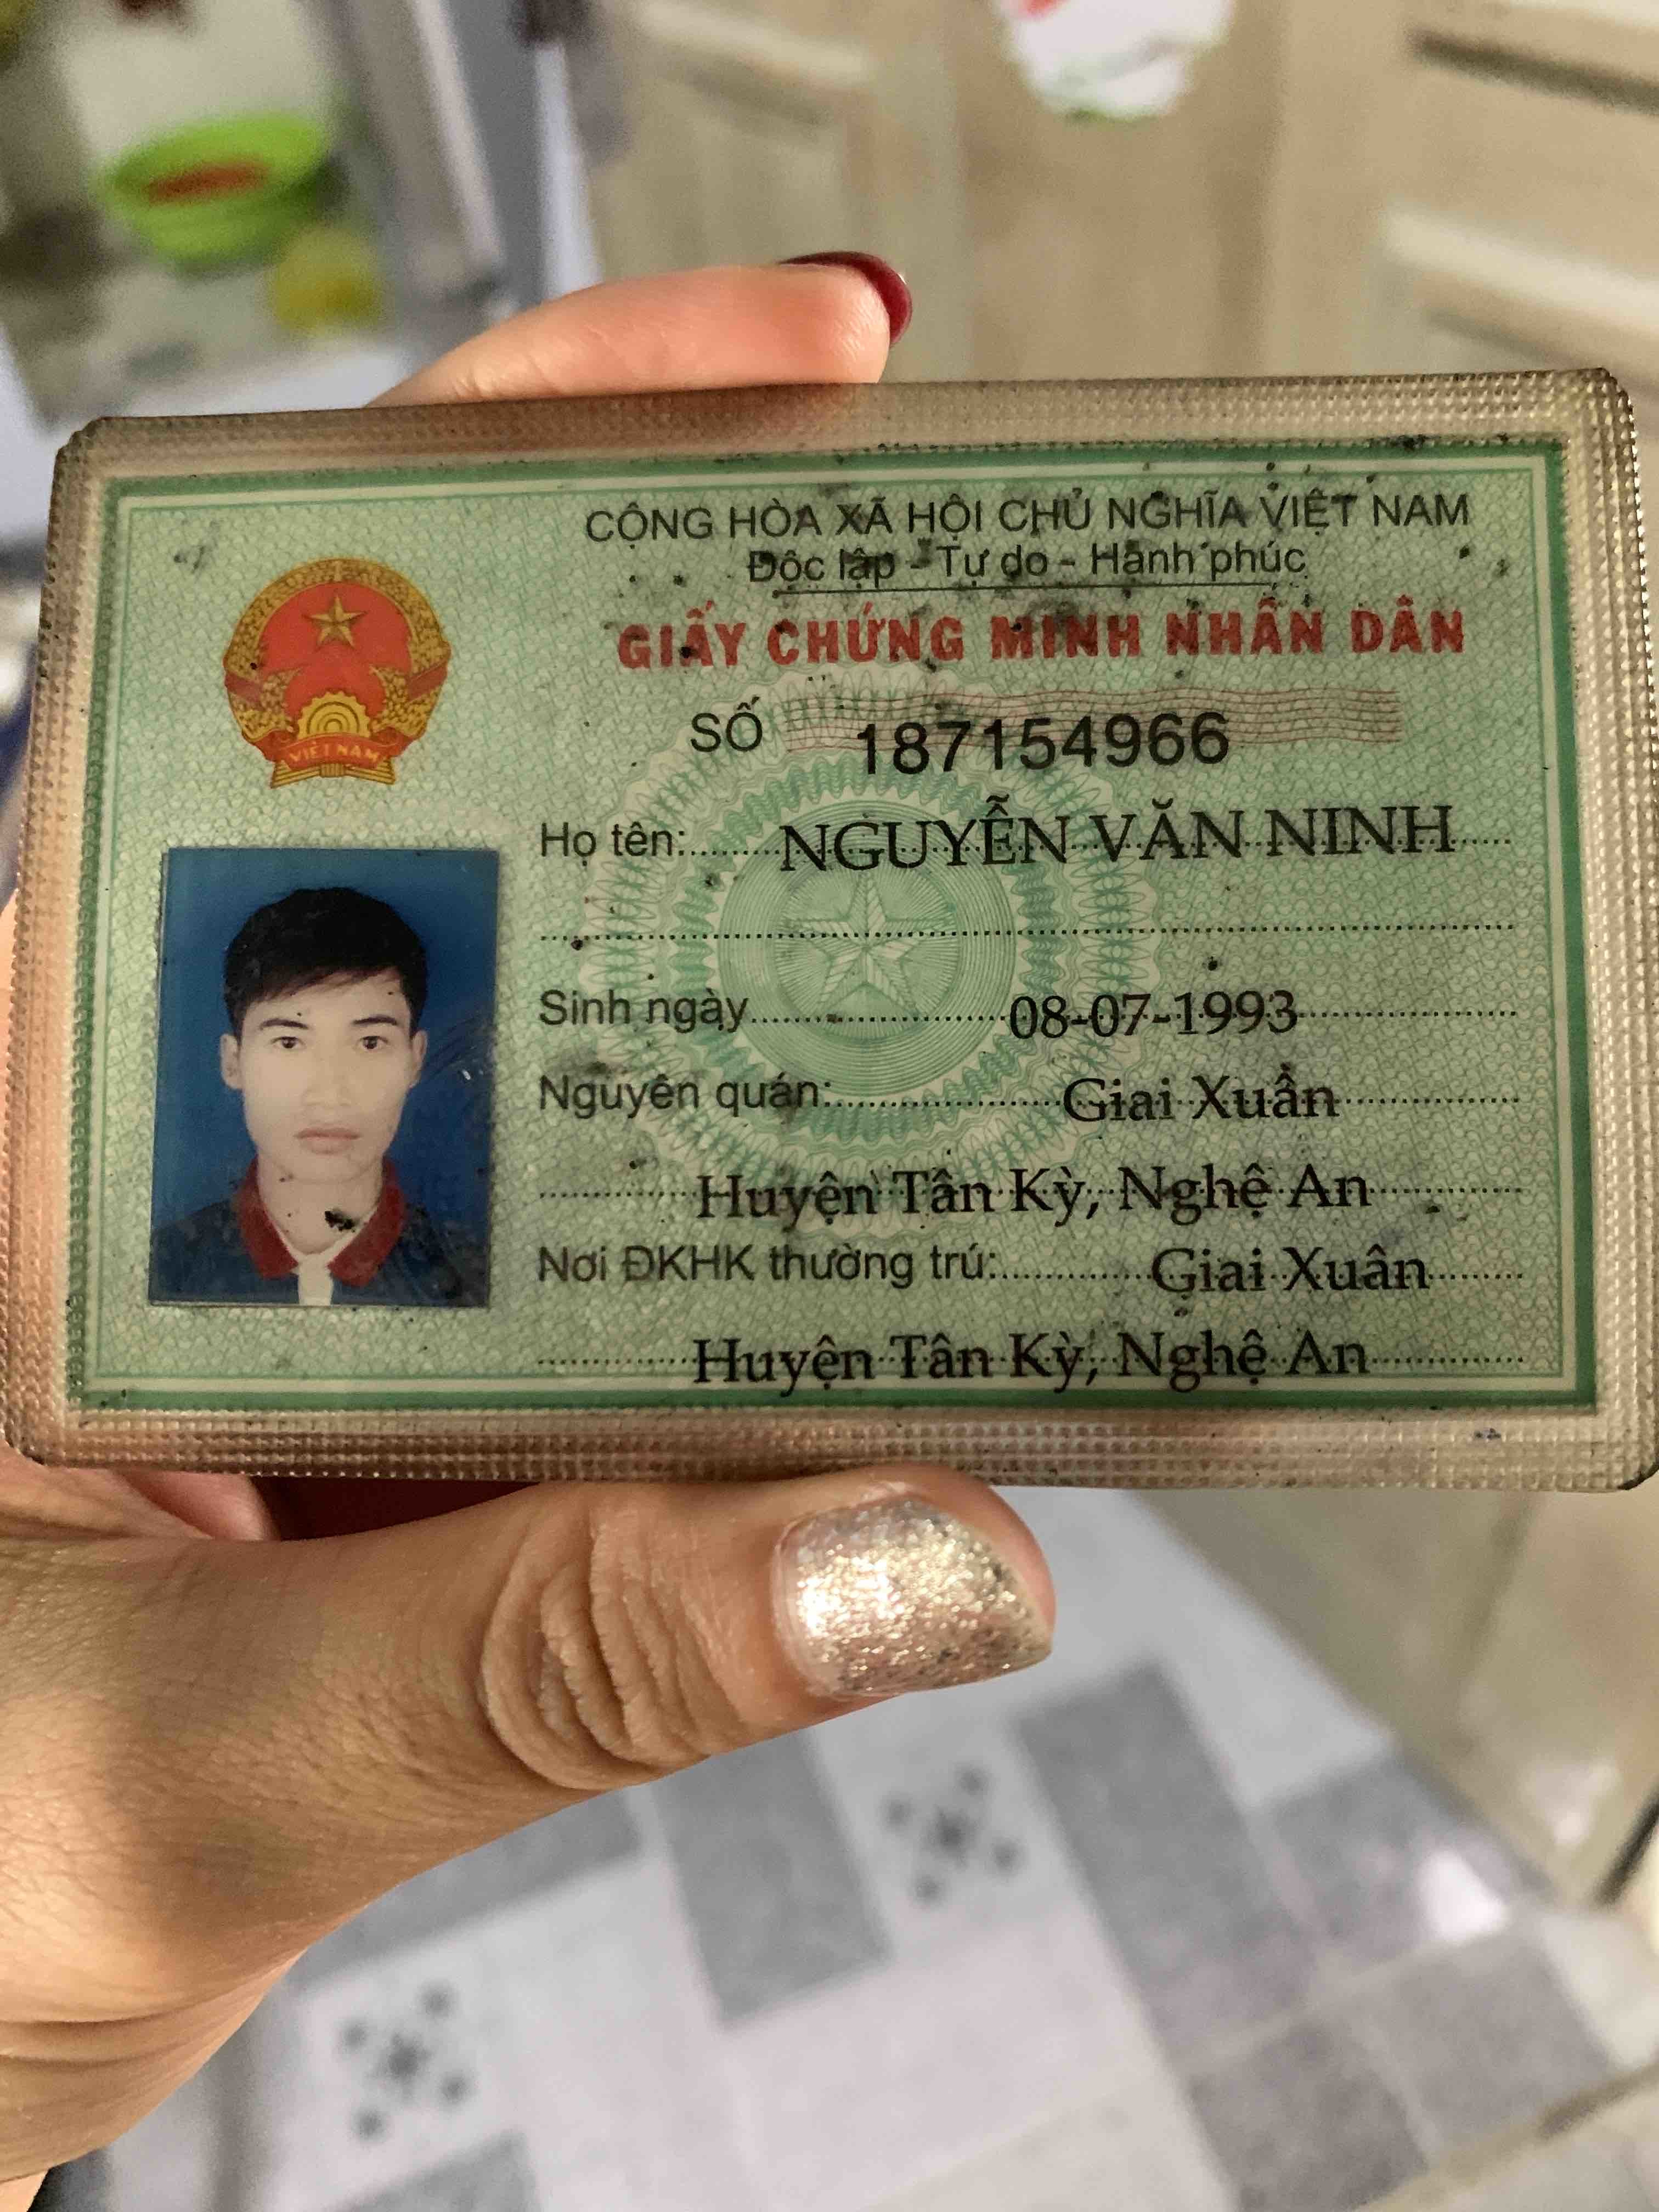 CỘNG HÒA XÃ HỘI CHỦ NGHĨA VIỆT NAM
Độc lập - Tự do - Hạnh phúc
GIẤY CHỨNG MINH NHÂN DÂN
VIỆT NAM
SỐ 187154966
Họ tên: NGUYỄN VĂN NINH
Sinh ngày 08-07-1993
Nguyên quán: Giai Xuân
Huyện Tân Kỳ, Nghệ An
Nơi ĐKHK thường trú: Giai Xuân
Huyện Tân Kỳ, Nghệ An